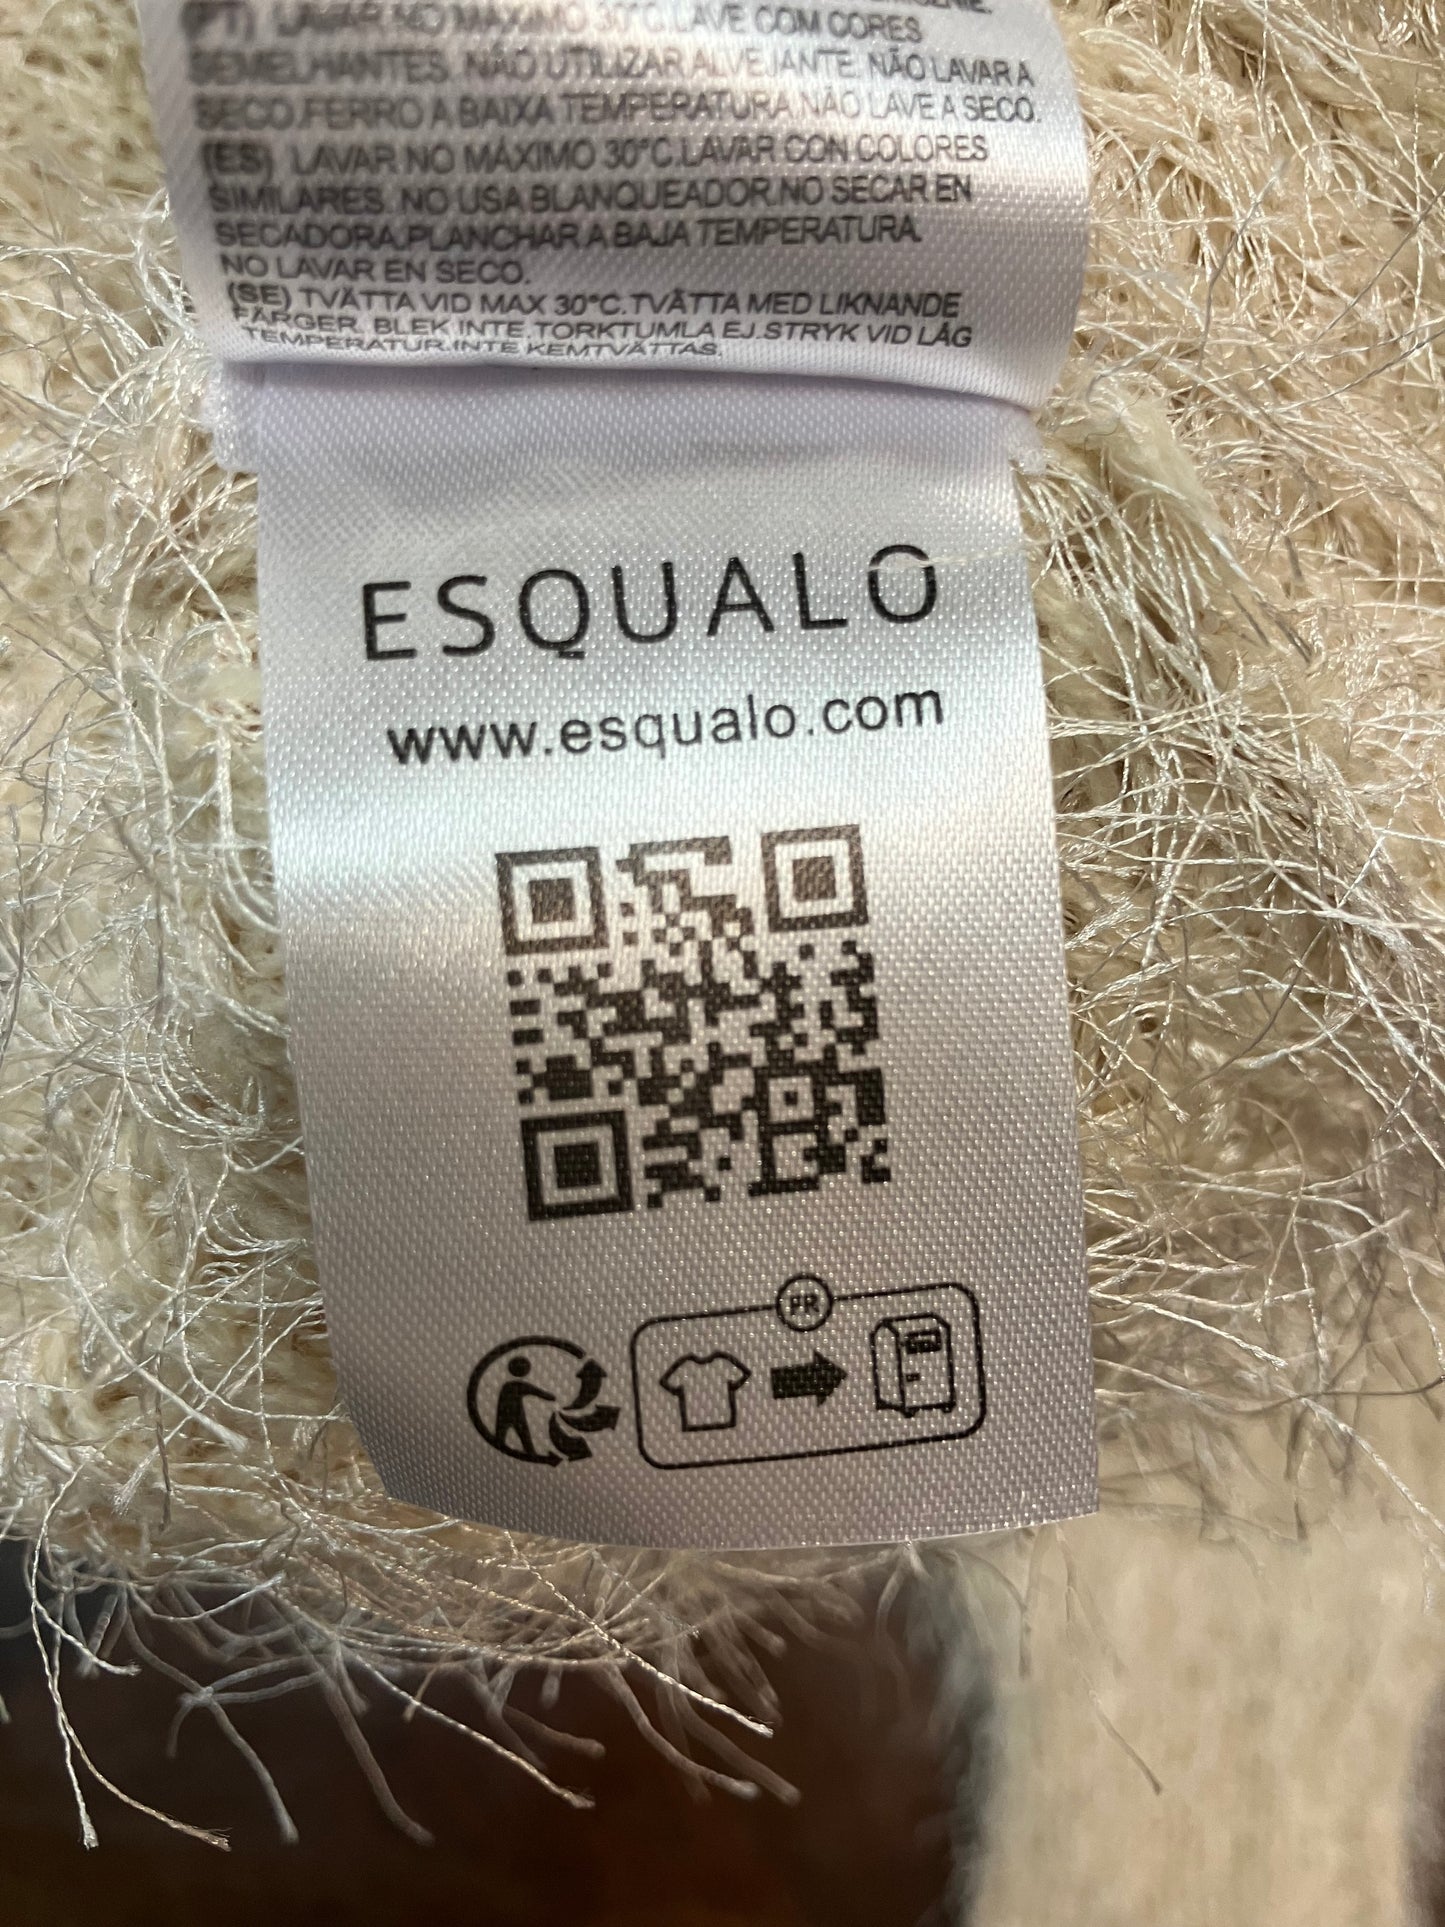 (PT) LAVAR NO MÁXIMO 30°C.LAVE COM CORES
SEMELHANTES. NÃO UTILIZAR ALVEJANTE. NÃO LAVAR A
SECO.FERRO A BAIXA TEMPERATURA.NÃO LAVE A SECO.
(ES) LAVAR NO MÁXIMO 30°C.LAVAR CON COLORES
SIMILARES. NO USA BLANQUEADOR.NO SECAR EN
SECADORA.PLANCHAR A BAJA TEMPERATURA.
NO LAVAR EN SECO.
(SE) TVÄTTA VID MAX 30°C.TVÄTTA MED LIKNANDE
FÄRGER. BLEK INTE.TORKTUMLA EJ.STRYK VID LÅG
TEMPERATUR.INTE KEMTVÄTTAS.
ESQUALO
www.esqualo.com
FR